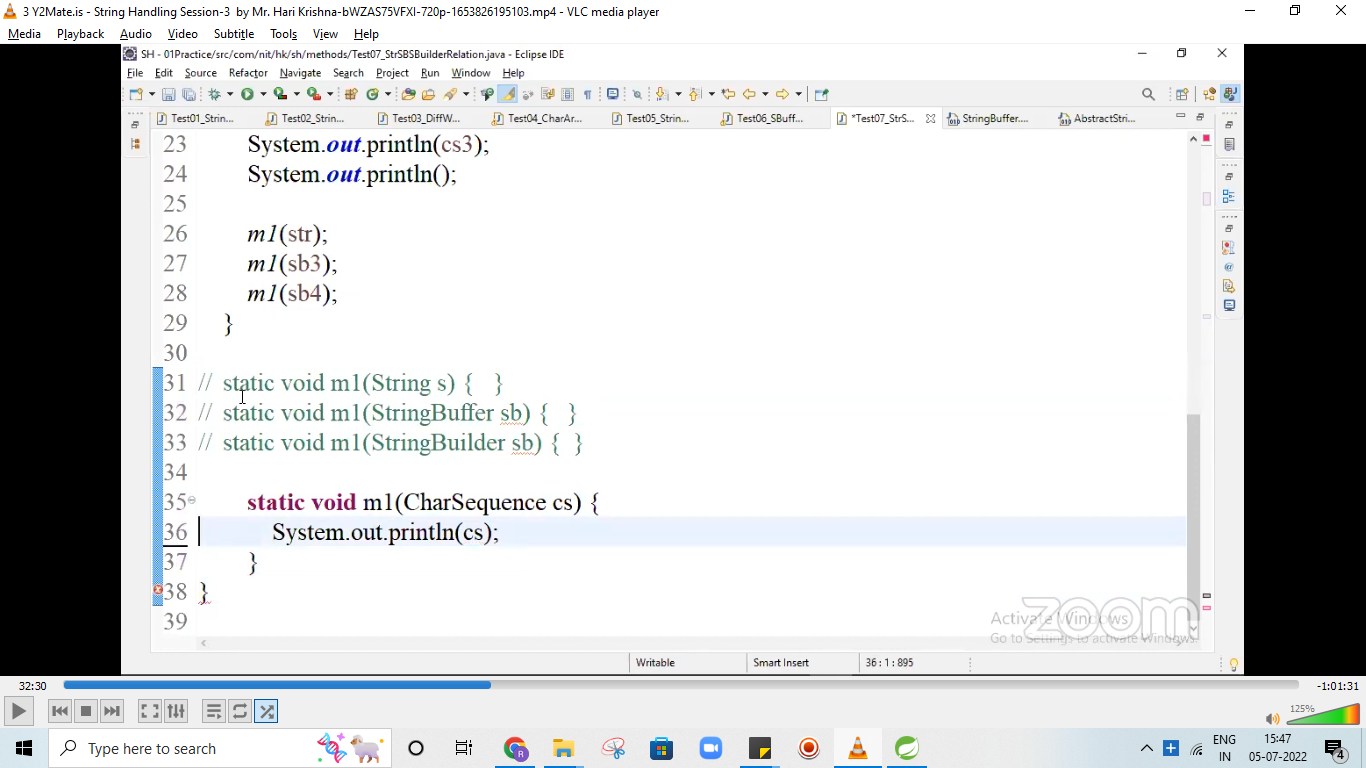 3 Y2Mate.is - String Handling Session-3  by Mr. Hari Krishna-bWZAS75VFXI-720p-1653826195103.mp4 - VLC media player
Media Playback Audio Video Subtitle Tools View Help
SH - 01Practice/src/com/nit/hk/sh/methods/Test07_StrSBSBuilderRelation.java - Eclipse IDE
File Edit Source Refactor Navigate Search Project Run Window Help
Test01_Strin... Test02_Strin... Test03_DiffW... Test04_CharAr... Test05_Strin... Test06_SBuff... *Test07_StrS... StringBuffer.... AbstractStri...
23 System.out.println(cs3);
24 System.out.println();
25
26 m1(str);
27 m1(sb3);
28 m1(sb4);
29 }
30
31 // static void m1(String s) {   }
32 // static void m1(StringBuffer sb) {   }
33 // static void m1(StringBuilder sb) {  }
34
35 static void m1(CharSequence cs) {
36 System.out.println(cs);
37 }
38 }
39
zoom
Activate Windows
Go to Settings to activate Windows.
Writable Smart Insert 36 : 1 : 895
32:30 -1:01:31
125%
Type here to search
ENG 15:47
IN 05-07-2022 4